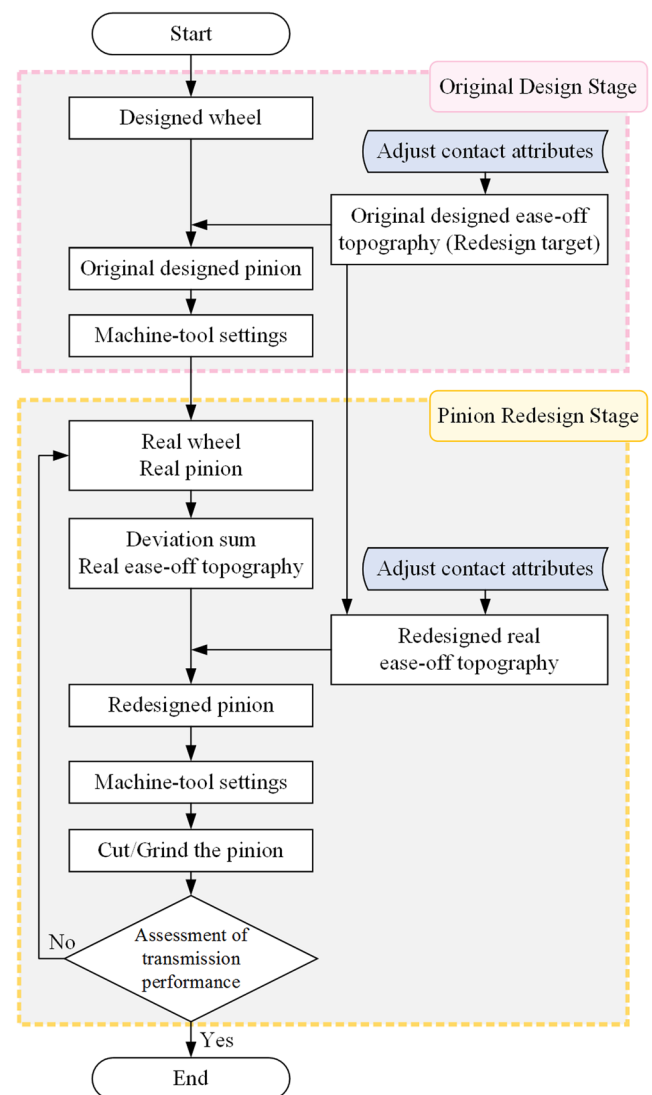 Start
Original Design Stage
Designed wheel
Adjust contact attributes
Original designed ease-off
topography (Redesign target)
Original designed pinion
Machine-tool settings
Pinion Redesign Stage
Real wheel
Real pinion
Deviation sum
Real ease-off topography
Adjust contact attributes
Redesigned real
ease-off topography
Redesigned pinion
Machine-tool settings
Cut/Grind the pinion
Assessment of
transmission
performance
No
Yes
End